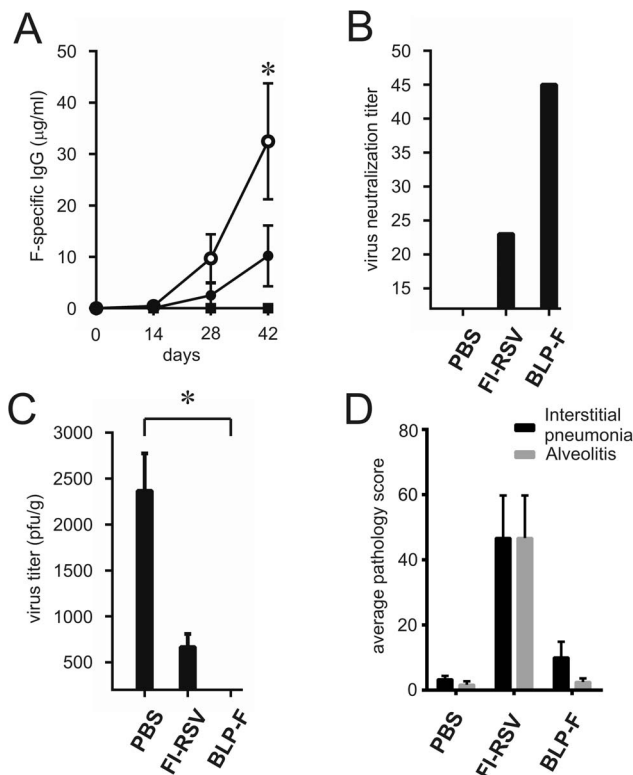 A
F-specific IgG (μg/ml)
50
40
30
20
10
0
*
0 14 28 42
days
B
virus neutralization titer
50
45
40
35
30
25
20
15
PBS FI-RSV BLP-F
C
virus titer (pfu/g)
3000
2500
2000
1500
1000
500
*
PBS FI-RSV BLP-F
D
Interstitial
pneumonia
Alveolitis
average pathology score
80
60
40
20
0
PBS FI-RSV BLP-F